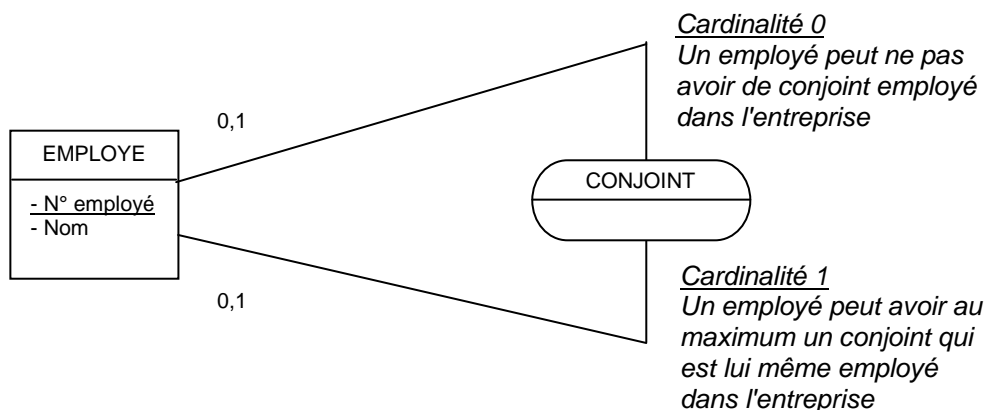 Cardinalité 0
Un employé peut ne pas
avoir de conjoint employé
dans l'entreprise
0,1
EMPLOYE
- N° employé
- Nom
CONJOINT
0,1
Cardinalité 1
Un employé peut avoir au
maximum un conjoint qui
est lui même employé
dans l'entreprise